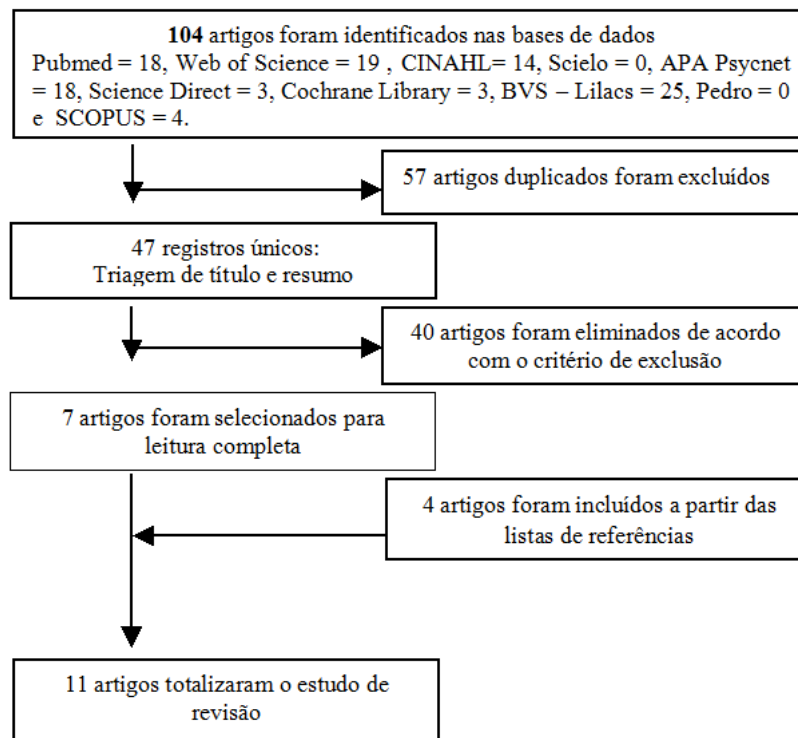 104 artigos foram identificados nas bases de dados
Pubmed = 18, Web of Science = 19 , CINAHL= 14, Scielo = 0, APA Psycnet
= 18, Science Direct = 3, Cochrane Library = 3, BVS – Lilacs = 25, Pedro = 0
e SCOPUS = 4.
57 artigos duplicados foram excluídos
47 registros únicos:
Triagem de título e resumo
40 artigos foram eliminados de acordo
com o critério de exclusão
7 artigos foram selecionados para
leitura completa
4 artigos foram incluídos a partir das
listas de referências
11 artigos totalizaram o estudo de
revisão